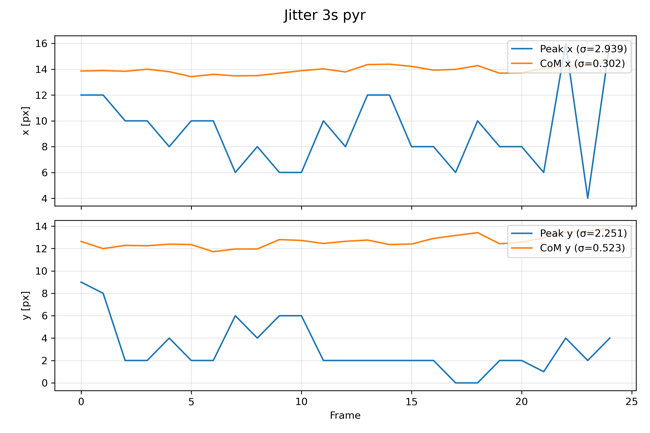 Jitter 3s pyr
16
14
12
10
8
6
4
x [px]
Peak x (σ=2.939)
CoM x (σ=0.302)
14
12
10
8
6
4
2
0
y [px]
Peak y (σ=2.251)
CoM y (σ=0.523)
0 5 10 15 20 25
Frame